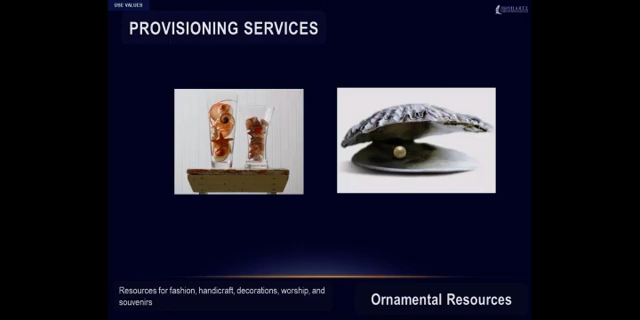 USE VALUES
PROVISIONING SERVICES
Resources for fashion, handicraft, decorations, worship, and
souvenirs
Ornamental Resources